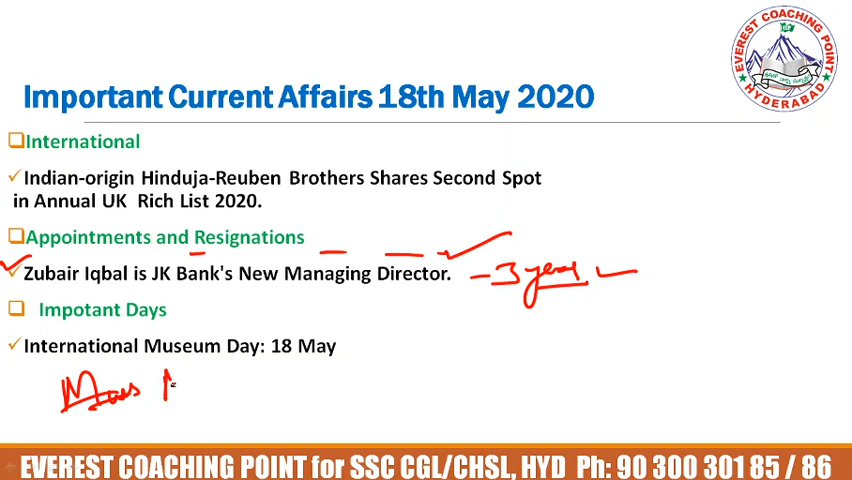 EVEREST COACHING POINT
HYDERABAD
Important Current Affairs 18th May 2020
International
Indian-origin Hinduja-Reuben Brothers Shares Second Spot
in Annual UK Rich List 2020.
Appointments and Resignations
Zubair Iqbal is JK Bank's New Managing Director. - 3 year
Impotant Days
International Museum Day: 18 May
EVEREST COACHING POINT for SSC CGL/CHSL, HYD Ph: 90 300 301 85 / 86